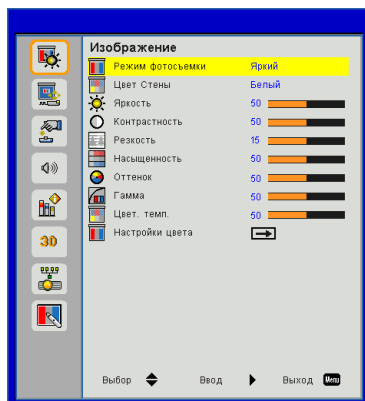 Изображение
Режим фотосъемки Яркий
Цвет Стены Белый
Яркость 50
Контрастность 50
Резкость 15
Насыщенность 50
Оттенок 50
Гамма 50
Цвет. темп. 50
Настройки цвета
3D
Выбор Ввод Выход Menu